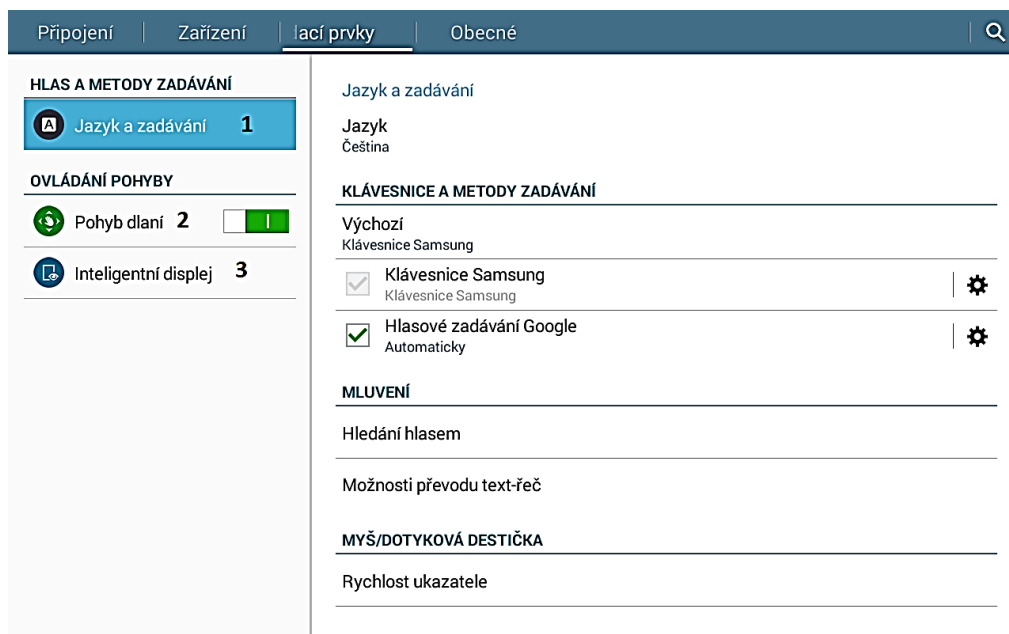 Připojení Zařízení lací prvky Obecné
HLAS A METODY ZADÁVÁNÍ
Jazyk a zadávání 1
OVLÁDÁNÍ POHYBY
Pohyb dlaní 2
Inteligentní displej 3
Jazyk a zadávání
Jazyk
Čeština
KLÁVESNICE A METODY ZADÁVÁNÍ
Výchozí
Klávesnice Samsung
Klávesnice Samsung
Klávesnice Samsung
Hlasové zadávání Google
Automaticky
MLUVENÍ
Hledání hlasem
Možnosti převodu text-řeč
MYŠ/DOTYKOVÁ DESTIČKA
Rychlost ukazatele